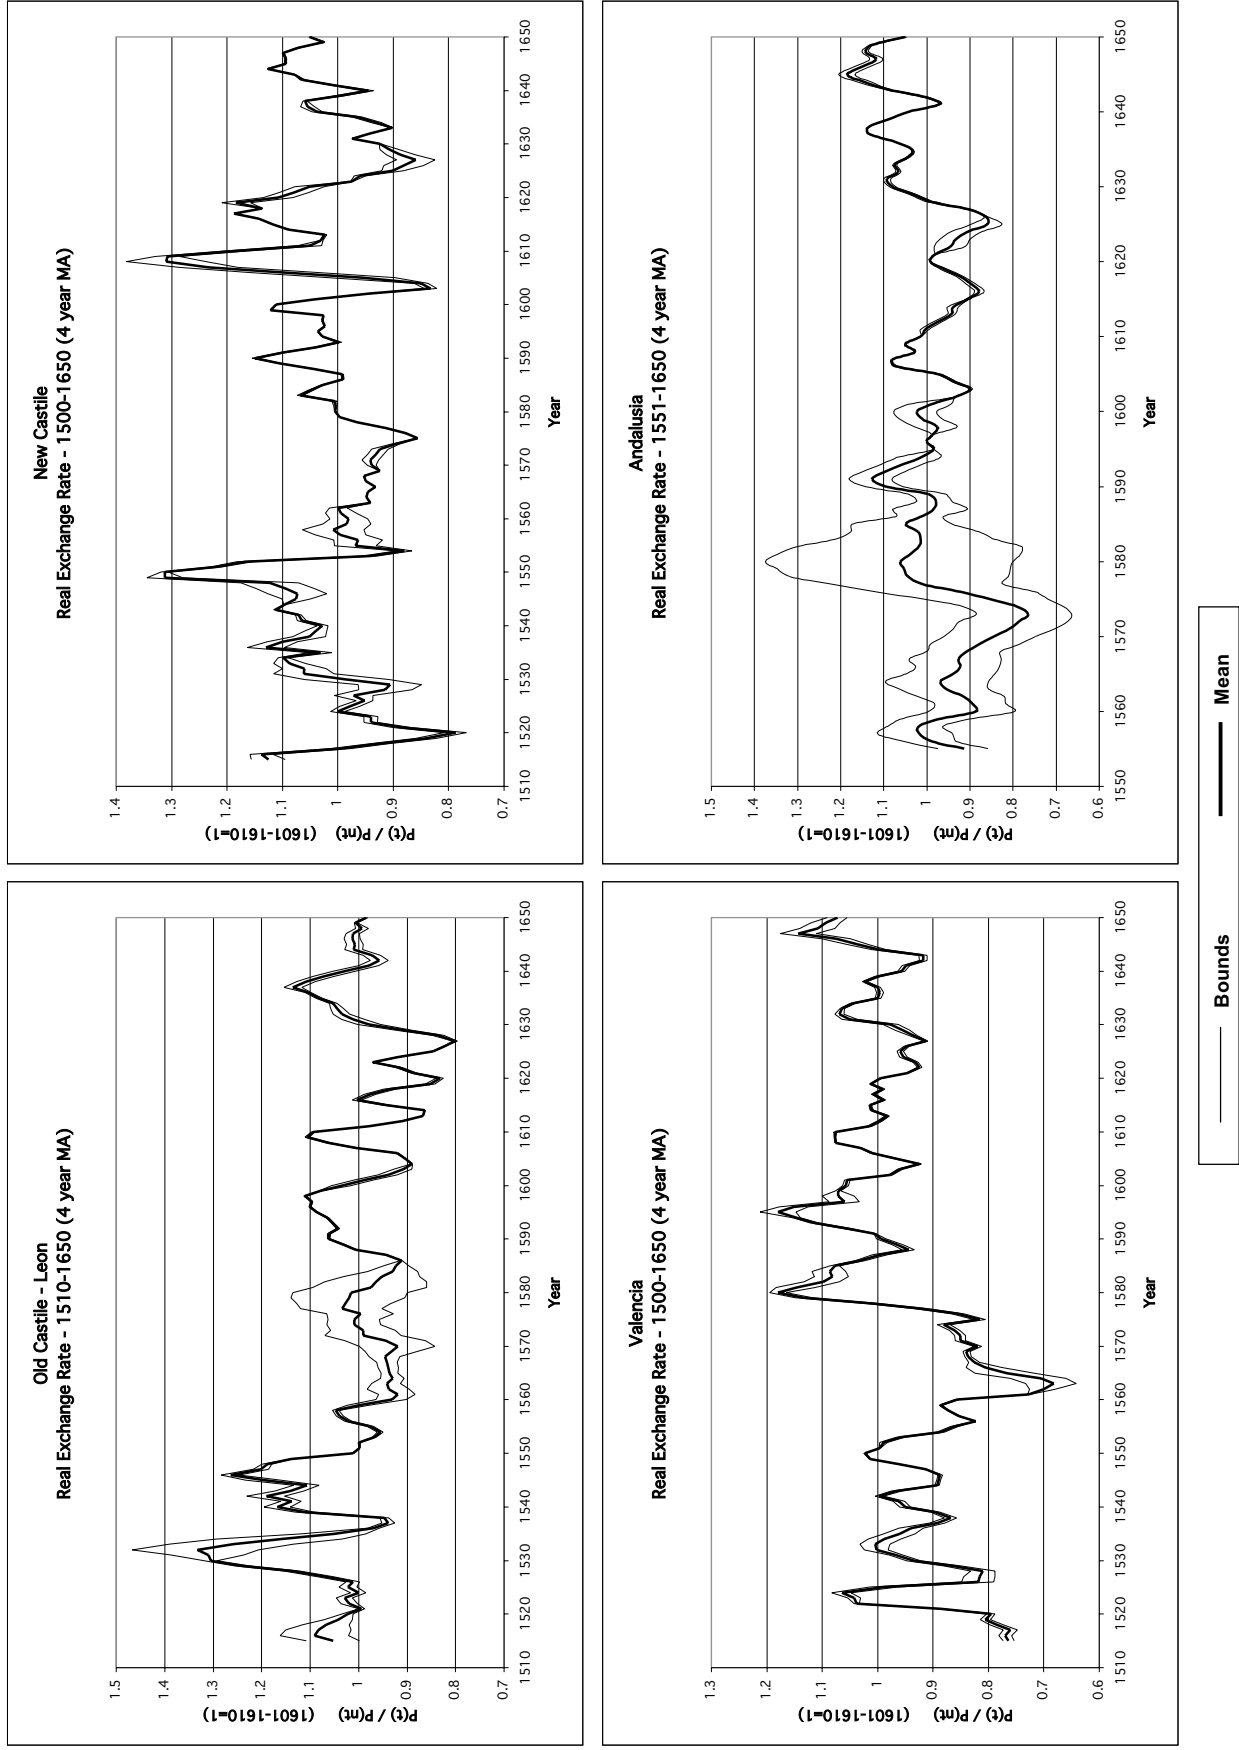 Old Castile - Leon
Real Exchange Rate - 1510-1650 (4 year MA)
P(t) / P(nt) (1601-1610=1)
1.5
1.4
1.3
1.2
1.1
1
0.9
0.8
0.7
1510 1520 1530 1540 1550 1560 1570 1580 1590 1600 1610 1620 1630 1640 1650
Year
New Castile
Real Exchange Rate - 1500-1650 (4 year MA)
P(t) / P(nt) (1601-1610=1)
1.4
1.3
1.2
1.1
1
0.9
0.8
0.7
1510 1520 1530 1540 1550 1560 1570 1580 1590 1600 1610 1620 1630 1640 1650
Year
Valencia
Real Exchange Rate - 1500-1650 (4 year MA)
P(t) / P(nt) (1601-1610=1)
1.3
1.2
1.1
1
0.9
0.8
0.7
0.6
1510 1520 1530 1540 1550 1560 1570 1580 1590 1600 1610 1620 1630 1640 1650
Year
Andalusia
Real Exchange Rate - 1551-1650 (4 year MA)
P(t) / P(nt) (1601-1610=1)
1.5
1.4
1.3
1.2
1.1
1
0.9
0.8
0.7
0.6
1550 1560 1570 1580 1590 1600 1610 1620 1630 1640 1650
Year
Bounds Mean